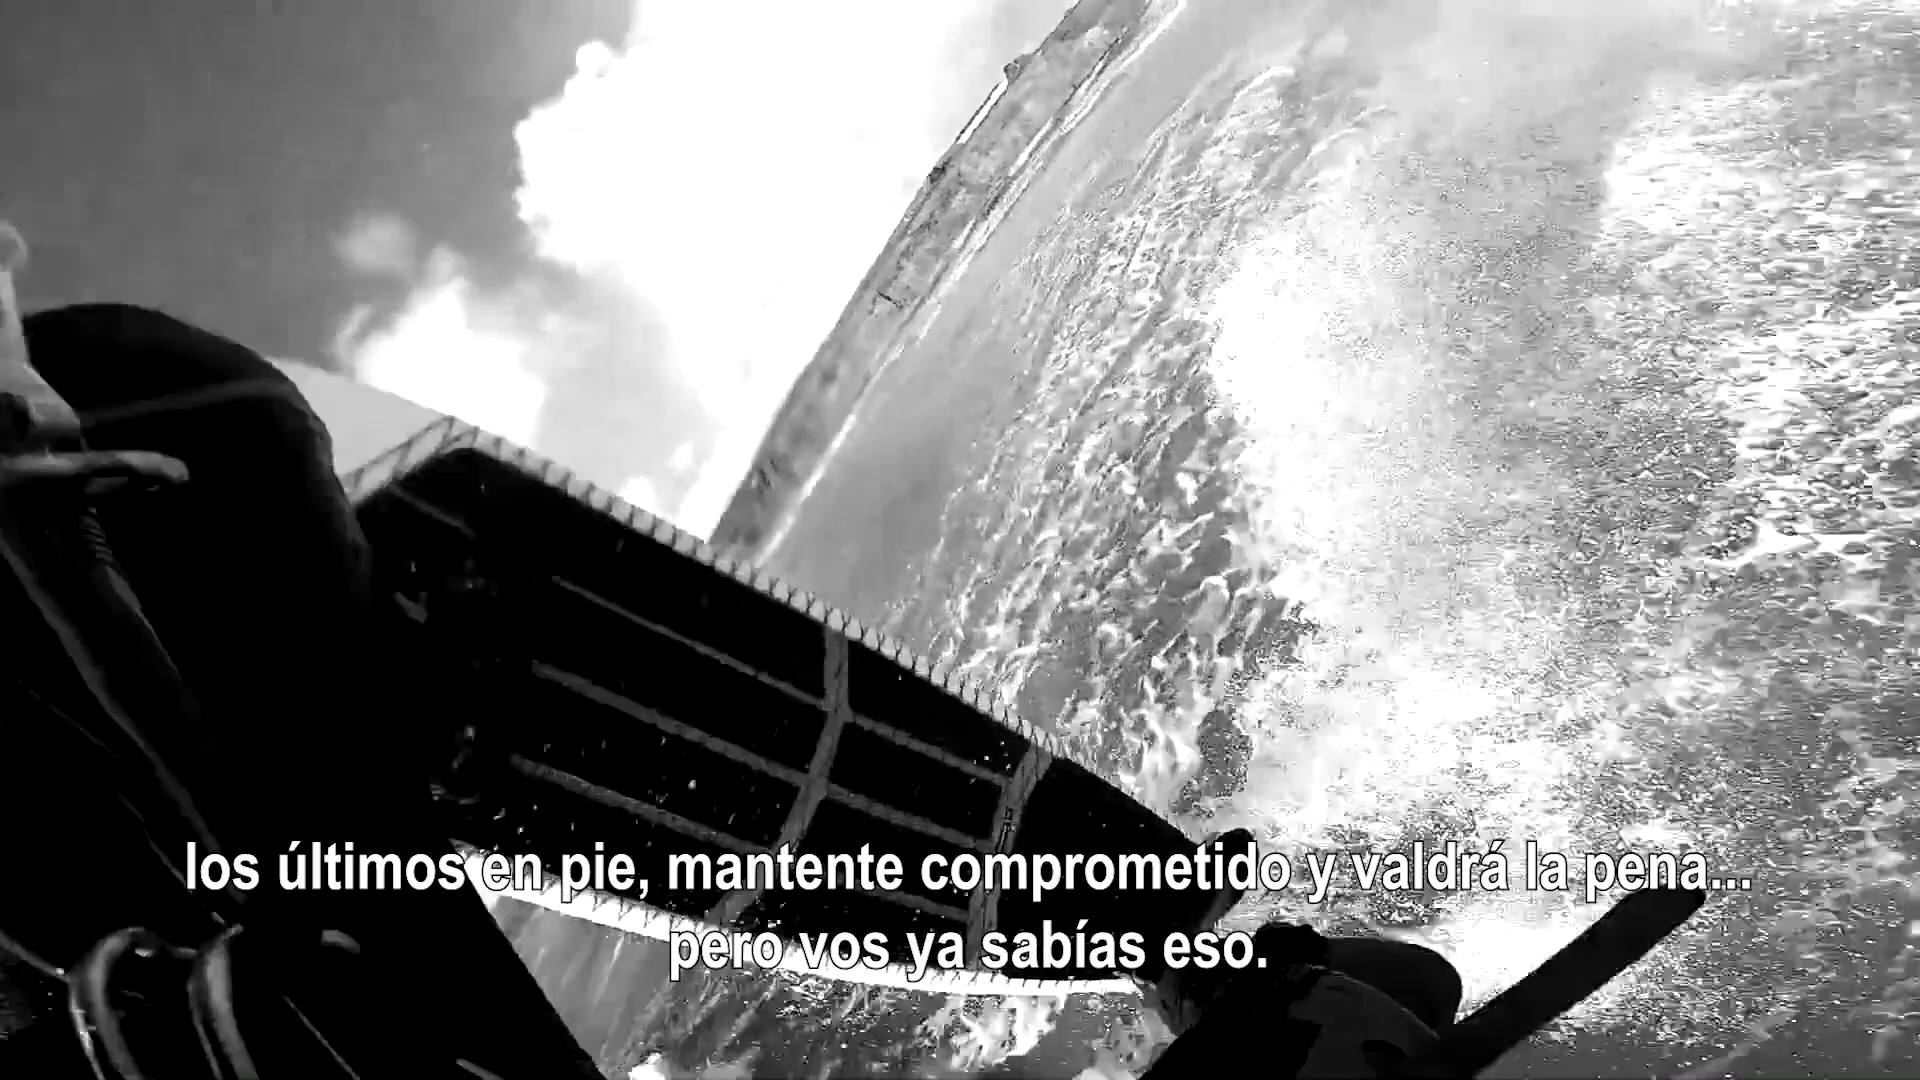 los últimos en pie, mantente comprometido y valdrá la pena...
pero vos ya sabías eso.